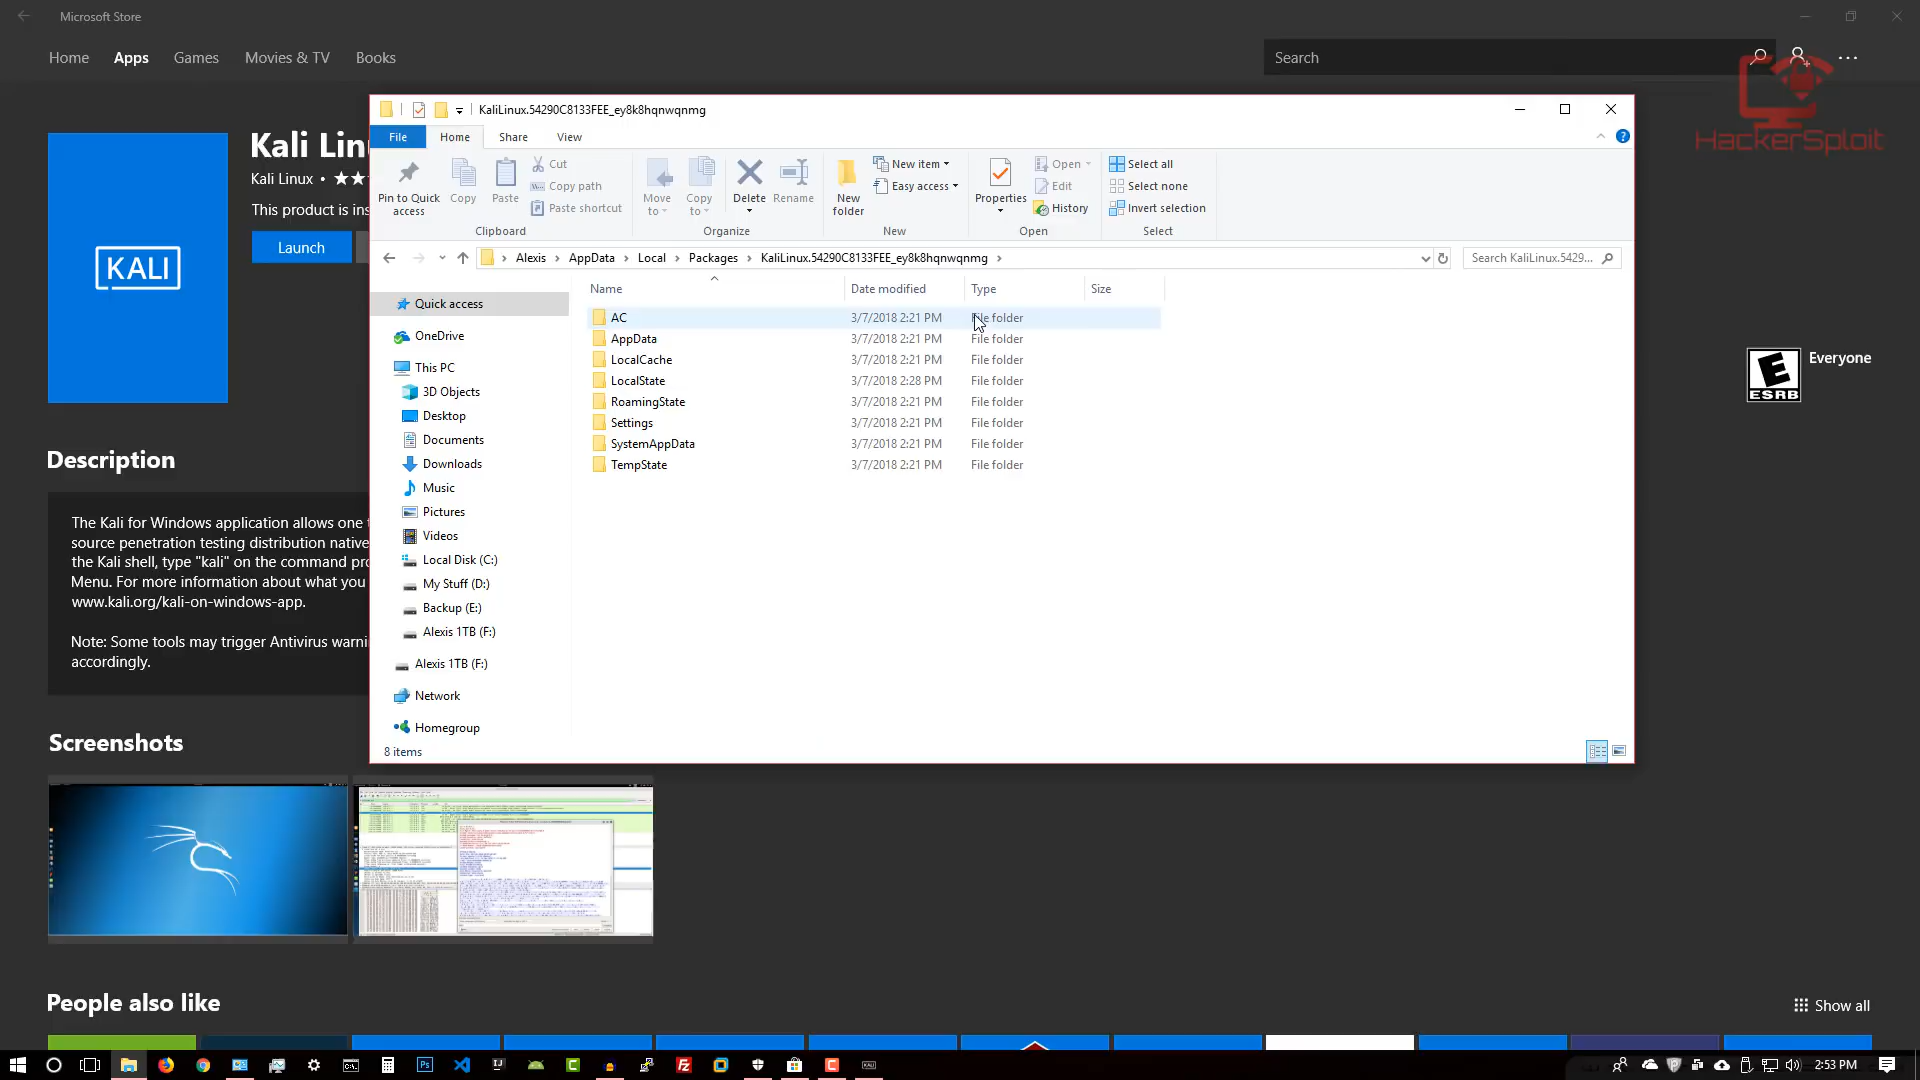 Microsoft Store
Home Apps Games Movies & TV Books
Search
HackerSploit
KALI
Kali Lin
Kali Linux •
This product is ins
Launch
ESRB
Everyone
Description
The Kali for Windows application allows one
source penetration testing distribution native
the Kali shell, type "kali" on the command pro
Menu. For more information about what you
www.kali.org/kali-on-windows-app.
Note: Some tools may trigger Antivirus warni
accordingly.
Screenshots
People also like
Show all
KaliLinux.54290C8133FEE_ey8k8hqnwqnmg
File Home Share View
Pin to Quick access
Copy
Paste
Cut
Copy path
Paste shortcut
Clipboard
Move to
Copy to
Delete
Rename
Organize
New folder
New item
Easy access
New
Properties
Open
Edit
History
Open
Select all
Select none
Invert selection
Select
Alexis > AppData > Local > Packages > KaliLinux.54290C8133FEE_ey8k8hqnwqnmg >
Search KaliLinux.5429...
Quick access
OneDrive
This PC
3D Objects
Desktop
Documents
Downloads
Music
Pictures
Videos
Local Disk (C:)
My Stuff (D:)
Backup (E:)
Alexis 1TB (F:)
Alexis 1TB (F:)
Network
Homegroup
Name Date modified Type Size
AC 3/7/2018 2:21 PM File folder
AppData 3/7/2018 2:21 PM File folder
LocalCache 3/7/2018 2:21 PM File folder
LocalState 3/7/2018 2:28 PM File folder
RoamingState 3/7/2018 2:21 PM File folder
Settings 3/7/2018 2:21 PM File folder
SystemAppData 3/7/2018 2:21 PM File folder
TempState 3/7/2018 2:21 PM File folder
8 items
2:53 PM